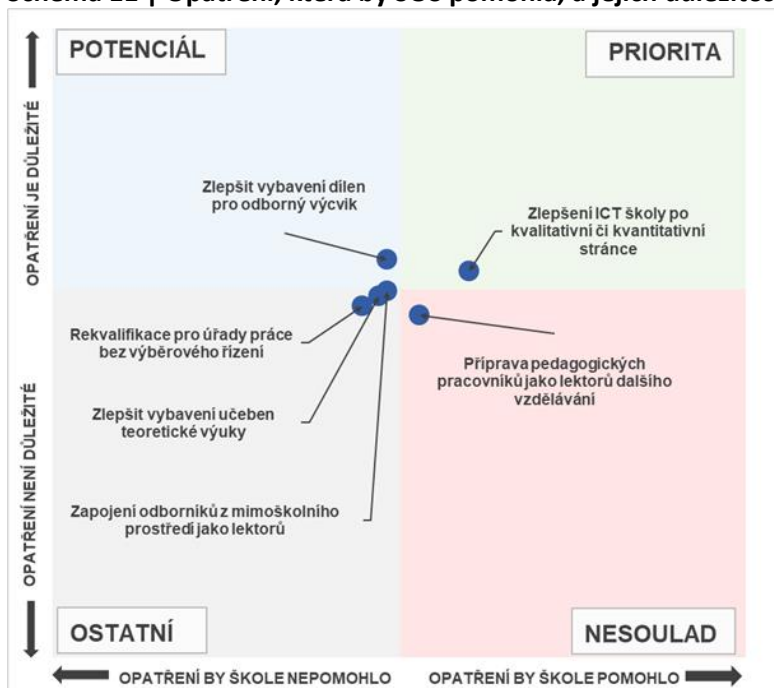 POTENCIÁL
PRIORITA
OPATŘENÍ JE DŮLEŽITÉ
Zlepšit vybavení dílen
pro odborný výcvik
Zlepšení ICT školy po
kvalitativní či kvantitativní
stránce
Rekvalifikace pro úřady práce
bez výběrového řízení
Příprava pedagogických
pracovníků jako lektorů dalšího
vzdělávání
Zlepšit vybavení učeben
teoretické výuky
OPATŘENÍ NENÍ DŮLEŽITÉ
Zapojení odborníků z mimoškolního
prostředí jako lektorů
OSTATNÍ
NESOULAD
OPATŘENÍ BY ŠKOLE NEPOMOHLO
OPATŘENÍ BY ŠKOLE POMOHLO